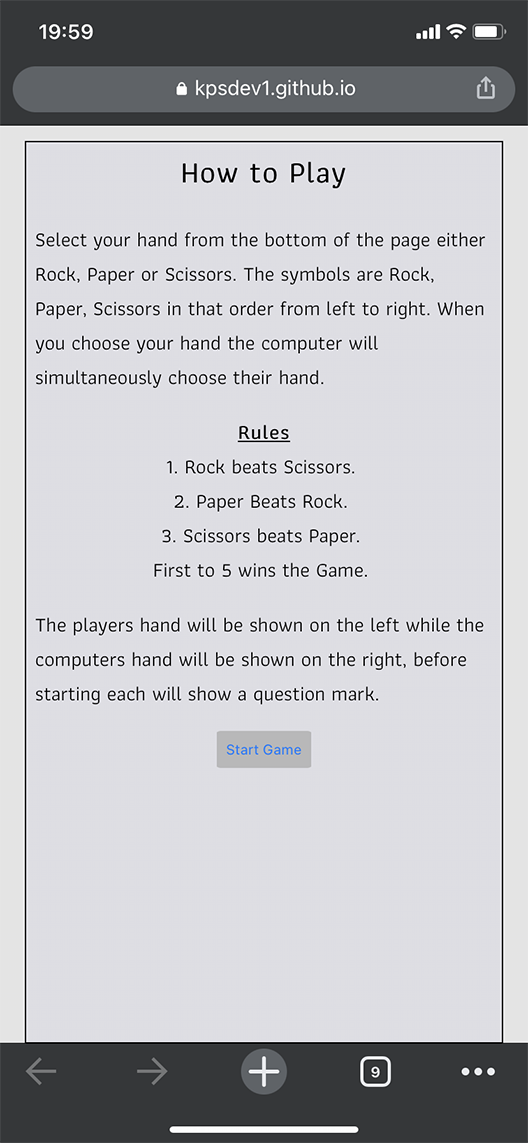 19:59
kpsdev1.github.io
How to Play
Select your hand from the bottom of the page either
Rock, Paper or Scissors. The symbols are Rock,
Paper, Scissors in that order from left to right. When
you choose your hand the computer will
simultaneously choose their hand.
Rules
1. Rock beats Scissors.
2. Paper Beats Rock.
3. Scissors beats Paper.
First to 5 wins the Game.
The players hand will be shown on the left while the
computers hand will be shown on the right, before
starting each will show a question mark.
Start Game
9